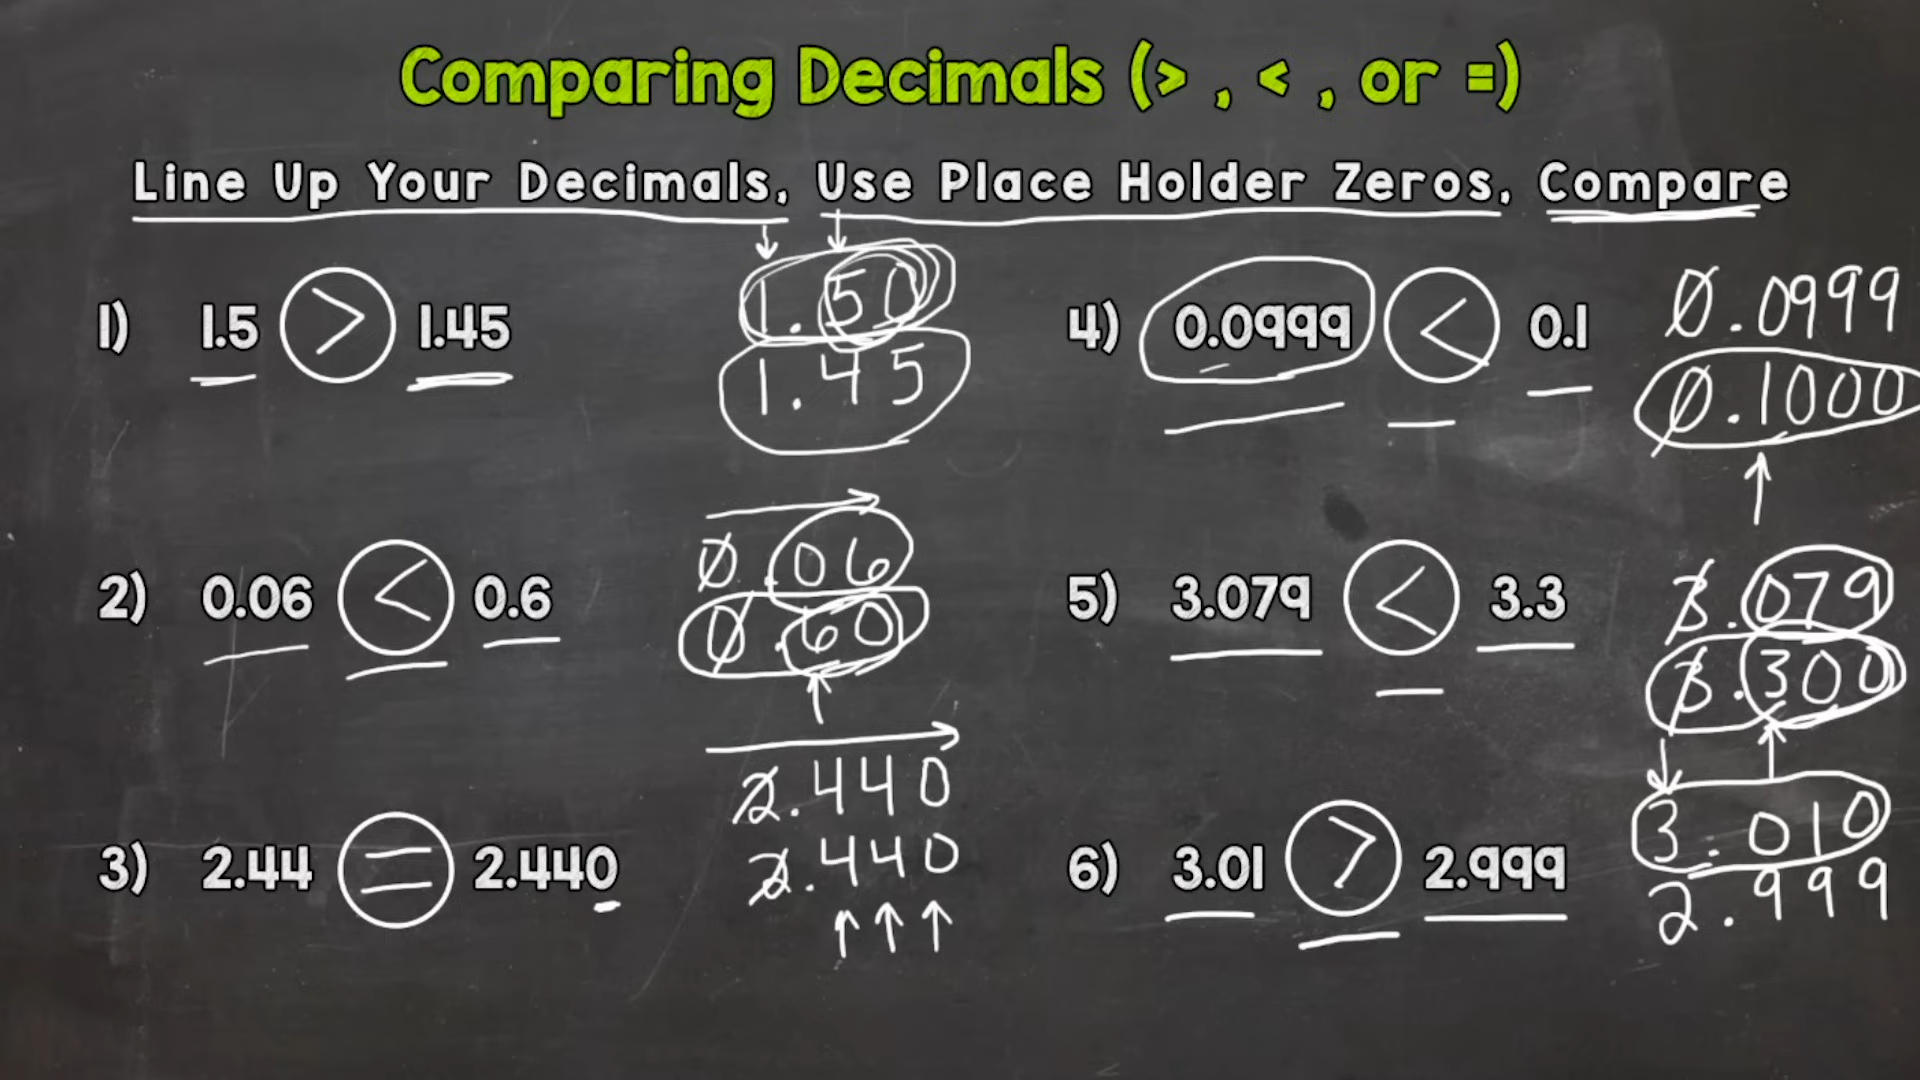 Comparing Decimals (> , < , or =)
Line Up Your Decimals, Use Place Holder Zeros, Compare
1) 1.5 > 1.45
1.50
1.45
2) 0.06 < 0.6
0.06
0.60
3) 2.44 = 2.440
2.440
2.440
4) 0.0999 < 0.1
0.0999
0.1000
5) 3.079 < 3.3
3.079
3.300
6) 3.01 > 2.999
3.010
2.999